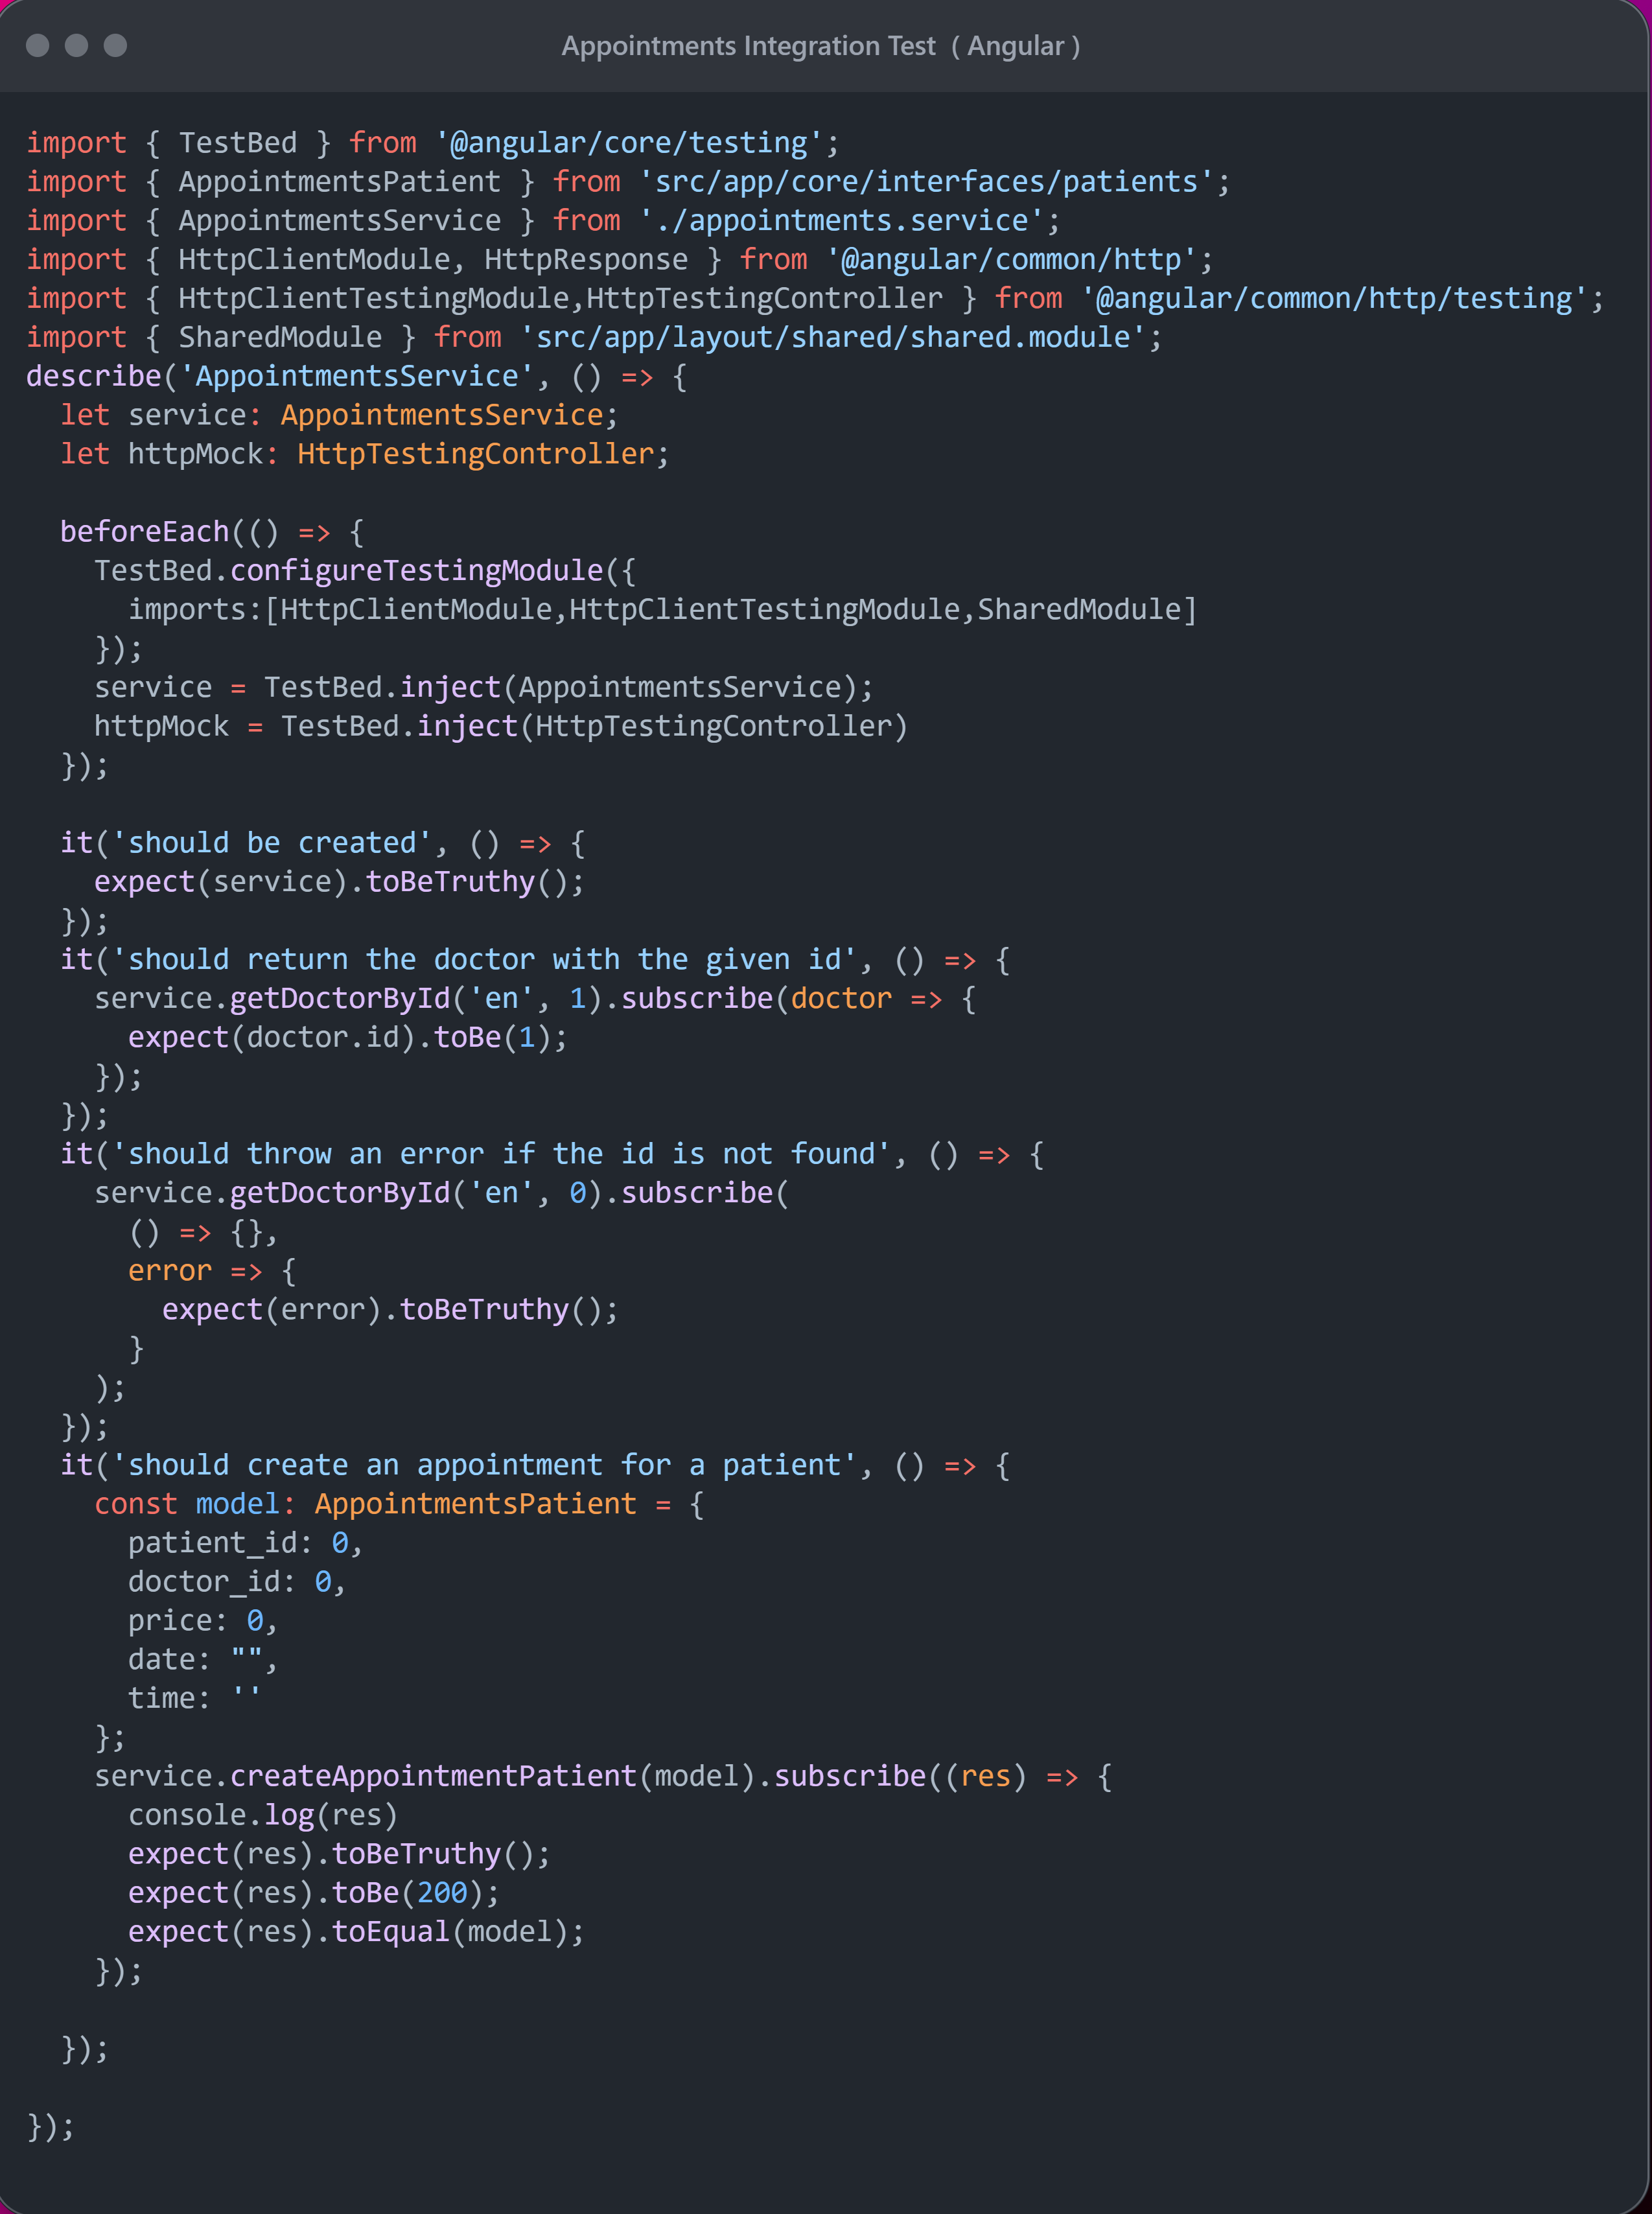 Appointments Integration Test ( Angular )
import { TestBed } from '@angular/core/testing';
import { AppointmentsPatient } from 'src/app/core/interfaces/patients';
import { AppointmentsService } from './appointments.service';
import { HttpClientModule, HttpResponse } from '@angular/common/http';
import { HttpClientTestingModule,HttpTestingController } from '@angular/common/http/testing';
import { SharedModule } from 'src/app/layout/shared/shared.module';
describe('AppointmentsService', () => {
  let service: AppointmentsService;
  let httpMock: HttpTestingController;

  beforeEach(() => {
    TestBed.configureTestingModule({
      imports:[HttpClientModule,HttpClientTestingModule,SharedModule]
    });
    service = TestBed.inject(AppointmentsService);
    httpMock = TestBed.inject(HttpTestingController)
  });

  it('should be created', () => {
    expect(service).toBeTruthy();
  });
  it('should return the doctor with the given id', () => {
    service.getDoctorById('en', 1).subscribe(doctor => {
      expect(doctor.id).toBe(1);
    });
  });
  it('should throw an error if the id is not found', () => {
    service.getDoctorById('en', 0).subscribe(
      () => {},
      error => {
        expect(error).toBeTruthy();
      }
    );
  });
  it('should create an appointment for a patient', () => {
    const model: AppointmentsPatient = {
      patient_id: 0,
      doctor_id: 0,
      price: 0,
      date: "",
      time: ''
    };
    service.createAppointmentPatient(model).subscribe((res) => {
      console.log(res)
      expect(res).toBeTruthy();
      expect(res).toBe(200);
      expect(res).toEqual(model);
    });

  });

});